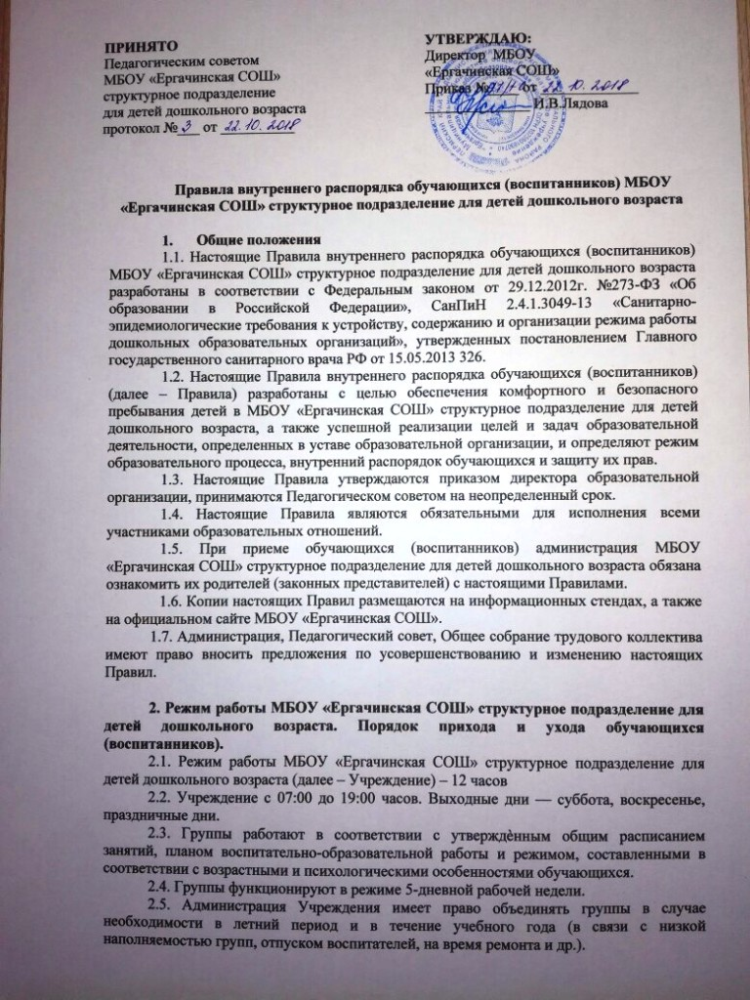 ПРИНЯТО
Педагогическим советом
МБОУ «Ергачинская СОШ»
структурное подразделение
для детей дошкольного возраста
протокол № 3 от 22.10.2018
УТВЕРЖДАЮ:
Директор МБОУ
«Ергачинская СОШ»
Приказ № от 22.10.2018
И.В.Лядова
Правила внутреннего распорядка обучающихся (воспитанников) МБОУ
«Ергачинская СОШ» структурное подразделение для детей дошкольного возраста
1. Общие положения
1.1. Настоящие Правила внутреннего распорядка обучающихся (воспитанников)
МБОУ «Ергачинская СОШ» структурное подразделение для детей дошкольного возраста
разработаны в соответствии с Федеральным законом от 29.12.2012г. №273-ФЗ «Об
образовании в Российской Федерации», СанПиН 2.4.1.3049-13 «Санитарно-
эпидемиологические требования к устройству, содержанию и организации режима работы
дошкольных образовательных организаций», утвержденных постановлением Главного
государственного санитарного врача РФ от 15.05.2013 326.
1.2. Настоящие Правила внутреннего распорядка обучающихся (воспитанников)
(далее – Правила) разработаны с целью обеспечения комфортного и безопасного
пребывания детей в МБОУ «Ергачинская СОШ» структурное подразделение для детей
дошкольного возраста, а также успешной реализации целей и задач образовательной
деятельности, определенных в уставе образовательной организации, и определяют режим
образовательного процесса, внутренний распорядок обучающихся и защиту их прав.
1.3. Настоящие Правила утверждаются приказом директора образовательной
организации, принимаются Педагогическом советом на неопределенный срок.
1.4. Настоящие Правила являются обязательными для исполнения всеми
участниками образовательных отношений.
1.5. При приеме обучающихся (воспитанников) администрация МБОУ
«Ергачинская СОШ» структурное подразделение для детей дошкольного возраста обязана
ознакомить их родителей (законных представителей) с настоящими Правилами.
1.6. Копии настоящих Правил размещаются на информационных стендах, а также
на официальном сайте МБОУ «Ергачинская СОШ».
1.7. Администрация, Педагогический совет, Общее собрание трудового коллектива
имеют право вносить предложения по усовершенствованию и изменению настоящих
Правил.
2. Режим работы МБОУ «Ергачинская СОШ» структурное подразделение для
детей дошкольного возраста. Порядок прихода и ухода обучающихся
(воспитанников).
2.1. Режим работы МБОУ «Ергачинская СОШ» структурное подразделение для
детей дошкольного возраста (далее – Учреждение) – 12 часов
2.2. Учреждение с 07:00 до 19:00 часов. Выходные дни — суббота, воскресенье,
праздничные дни.
2.3. Группы работают в соответствии с утверждѐнным общим расписанием
занятий, планом воспитательно-образовательной работы и режимом, составленными в
соответствии с возрастными и психологическими особенностями обучающихся.
2.4. Группы функционируют в режиме 5-дневной рабочей недели.
2.5. Администрация Учреждения имеет право объединять группы в случае
необходимости в летний период и в течение учебного года (в связи с низкой
наполняемостью групп, отпуском воспитателей, на время ремонта и др.).